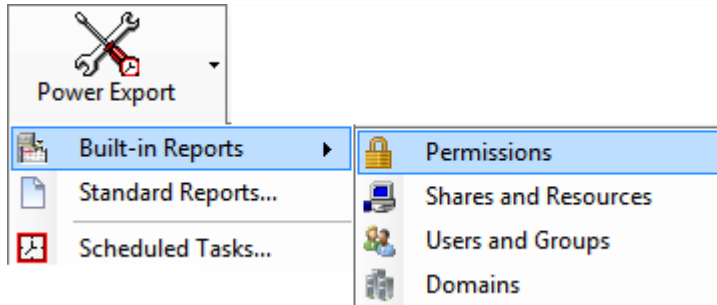 Power Export
Built-in Reports
Standard Reports...
Scheduled Tasks...
Permissions
Shares and Resources
Users and Groups
Domains